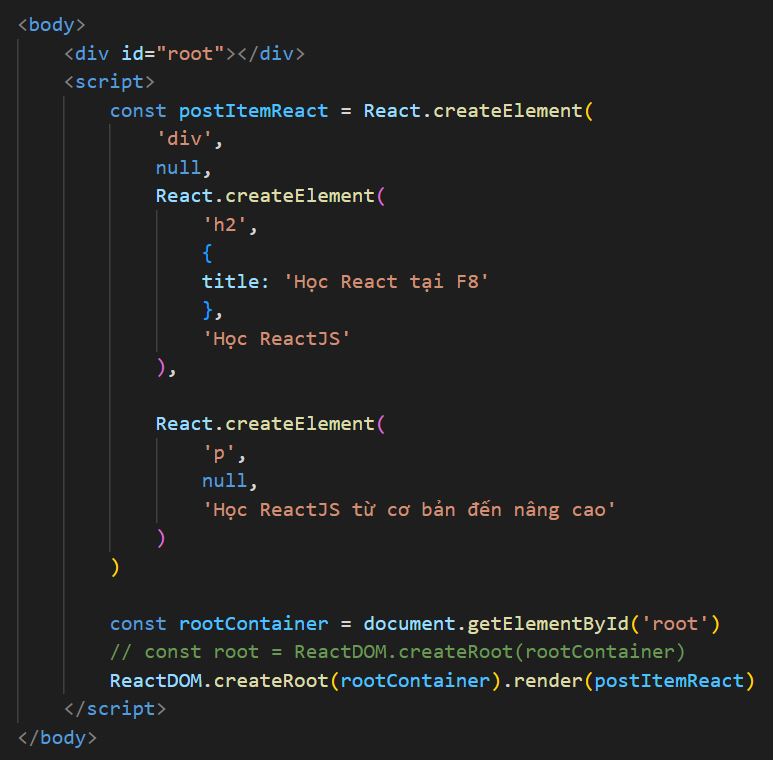 <body>
<div id="root"></div>
<script>
const postItemReact = React.createElement(
'div',
null,
React.createElement(
'h2',
{
title: 'Học React tại F8'
},
'Học ReactJS'
),
React.createElement(
'p',
null,
'Học ReactJS từ cơ bản đến nâng cao'
)
)
const rootContainer = document.getElementById('root')
// const root = ReactDOM.createRoot(rootContainer)
ReactDOM.createRoot(rootContainer).render(postItemReact)
</script>
</body>